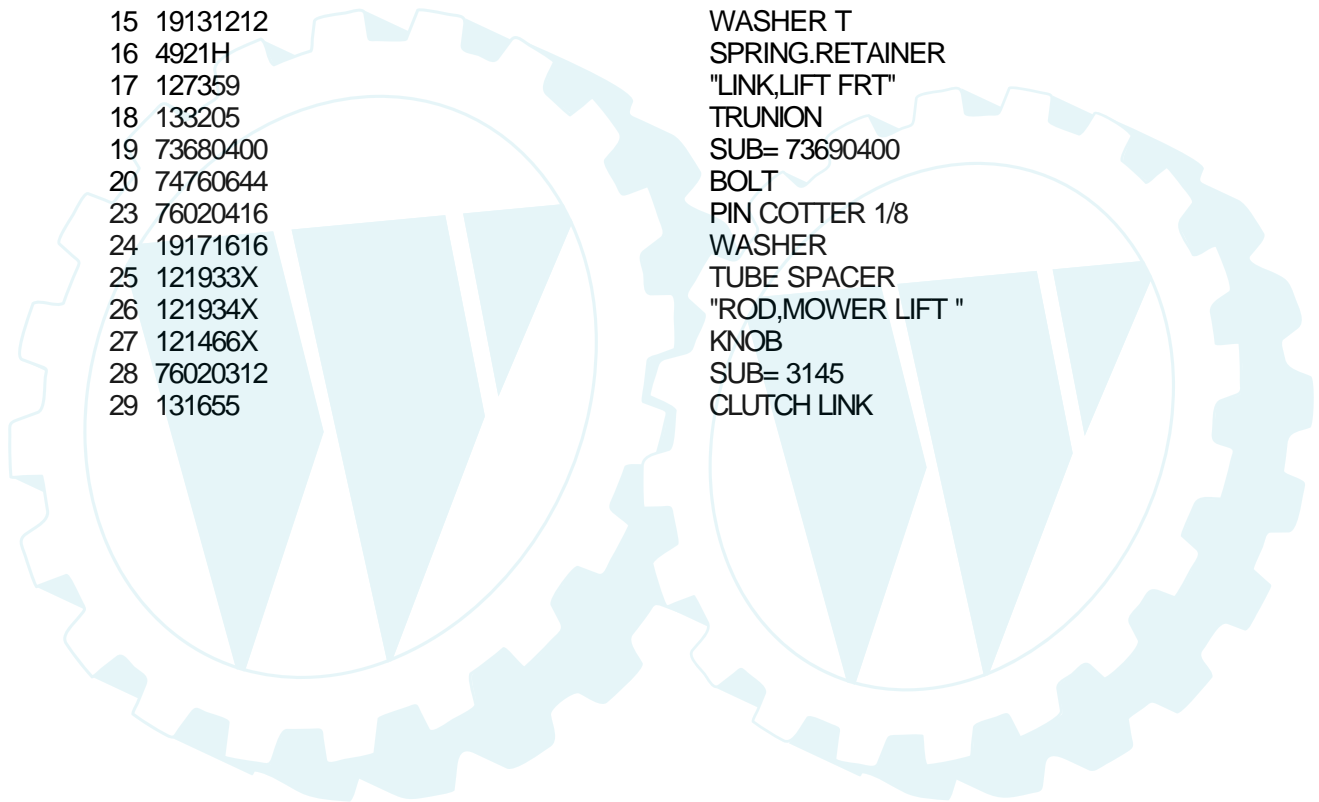 15 19131212 WASHER T
16 4921H SPRING.RETAINER
17 127359 "LINK,LIFT FRT"
18 133205 TRUNION
19 73680400 SUB= 73690400
20 74760644 BOLT
23 76020416 PIN COTTER 1/8
24 19171616 WASHER
25 121933X TUBE SPACER
26 121934X "ROD,MOWER LIFT "
27 121466X KNOB
28 76020312 SUB= 3145
29 131655 CLUTCH LINK